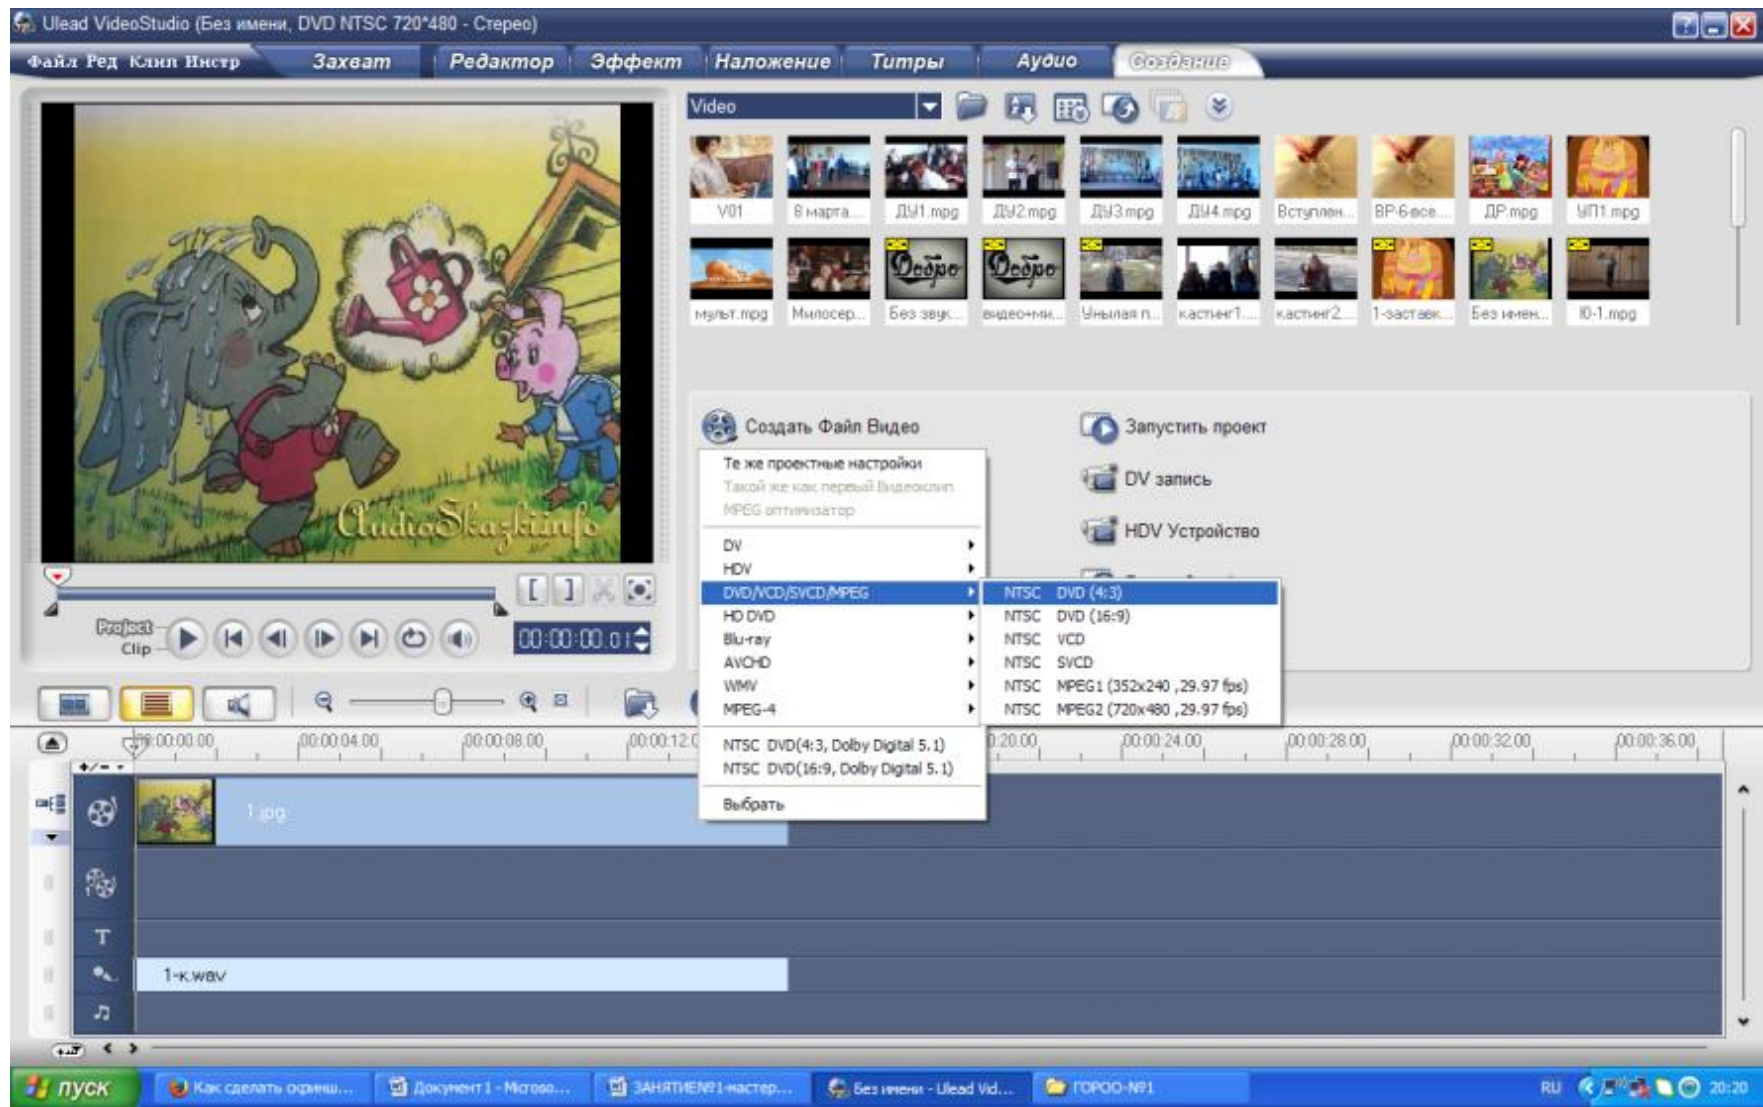 Ulead VideoStudio (Без имени, DVD NTSC 720*480 - Стерео)
Файл Ред Клип Инстр Захват Редактор Эффект Наложение Титры Аудио Создание
Video
V01 8 марта.... ДУ1.mpg ДУ2.mpg ДУ3.mpg ДУ4.mpg Вступлен... ВР-6-все... ДР.mpg УП1.mpg
Добро Добро
мульт.mpg Милосер... Без звук... видео+ми... Унылая п... кастинг1.... кастинг2... 1-заставк... Без имен... Ю-1.mpg
AudioSkazki.info
Создать Файл Видео
Запустить проект
DV запись
HDV Устройство
Те же проектные настройки
Такой же как первый Видеоклип
MPEG оптимизатор
DV
HDV
DVD/VCD/SVCD/MPEG
HD DVD
Blu-ray
AVCHD
WMV
MPEG-4
NTSC DVD(4:3, Dolby Digital 5.1)
NTSC DVD(16:9, Dolby Digital 5.1)
Выбрать
NTSC DVD (4:3)
NTSC DVD (16:9)
NTSC VCD
NTSC SVCD
NTSC MPEG1 (352x240 ,29.97 fps)
NTSC MPEG2 (720x480 ,29.97 fps)
Project
Clip
00:00:00.01
00:00:00.00 00:00:04.00 00:00:08.00 00:00:12.0 0:20.00 00:00:24.00 00:00:28.00 00:00:32.00 00:00:36.00
1.jpg
T
1-к.wav
пуск
Как сделать скринш...
Документ1 - Microso...
ЗАНЯТИЕ№1-мастер...
Без имени - Ulead Vid...
ГОРОО-№1
RU
20:20